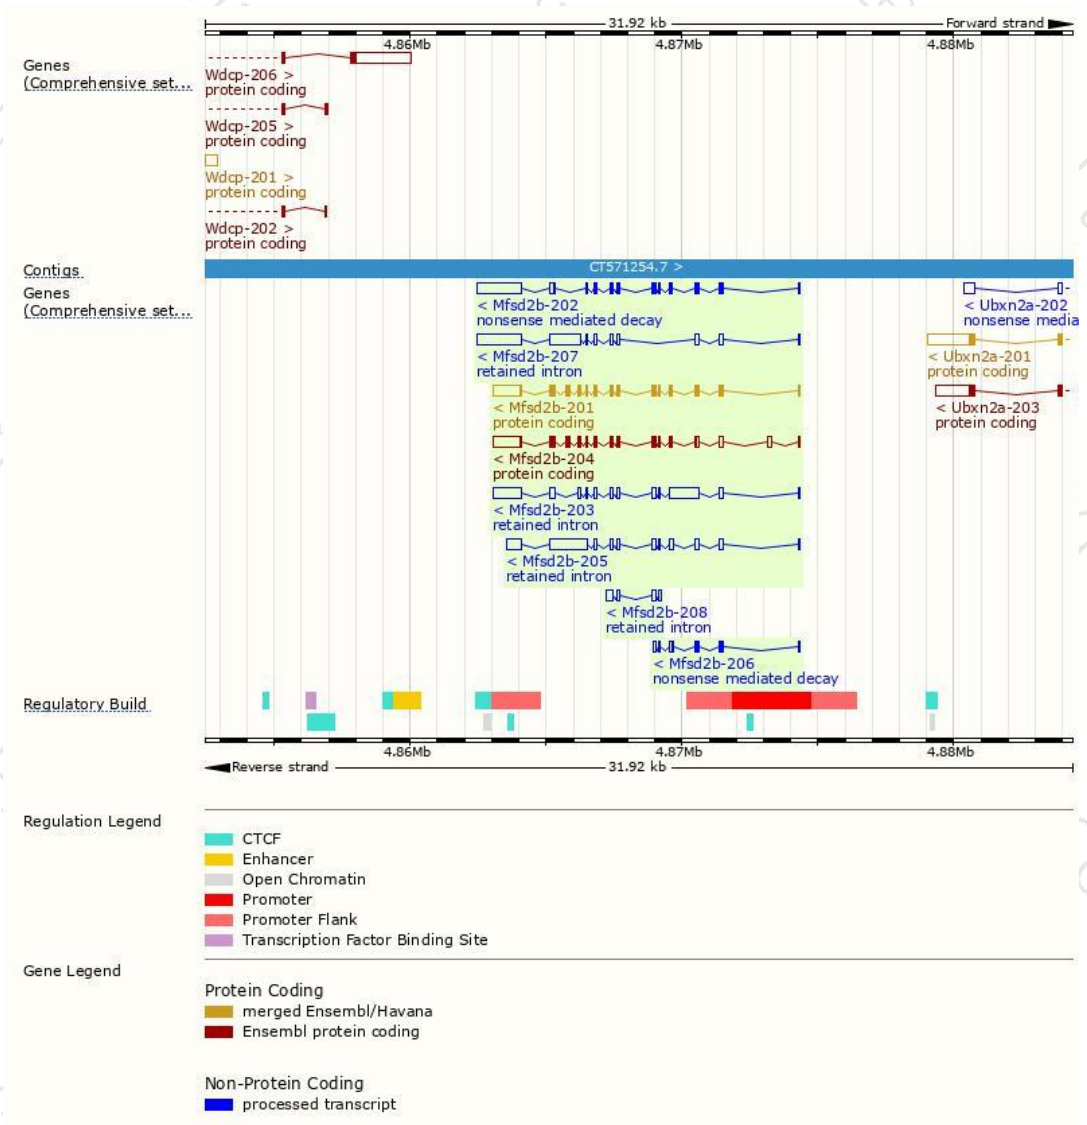 31.92 kb
Forward strand
4.86Mb 4.87Mb 4.88Mb
Genes
(Comprehensive set...
Wdcp-206 >
protein coding
Wdcp-205 >
protein coding
Wdcp-201 >
protein coding
Wdcp-202 >
protein coding
Contigs
CT571254.7 >
Genes
(Comprehensive set...
< Mfsd2b-202
nonsense mediated decay
< Ubxn2a-202
nonsense media
< Mfsd2b-207
retained intron
< Ubxn2a-201
protein coding
< Mfsd2b-201
protein coding
< Ubxn2a-203
protein coding
< Mfsd2b-204
protein coding
< Mfsd2b-203
retained intron
< Mfsd2b-205
retained intron
< Mfsd2b-208
retained intron
< Mfsd2b-206
nonsense mediated decay
Regulatory Build
4.86Mb 4.87Mb 4.88Mb
Reverse strand
31.92 kb
Regulation Legend
CTCF
Enhancer
Open Chromatin
Promoter
Promoter Flank
Transcription Factor Binding Site
Gene Legend
Protein Coding
merged Ensembl/Havana
Ensembl protein coding
Non-Protein Coding
processed transcript